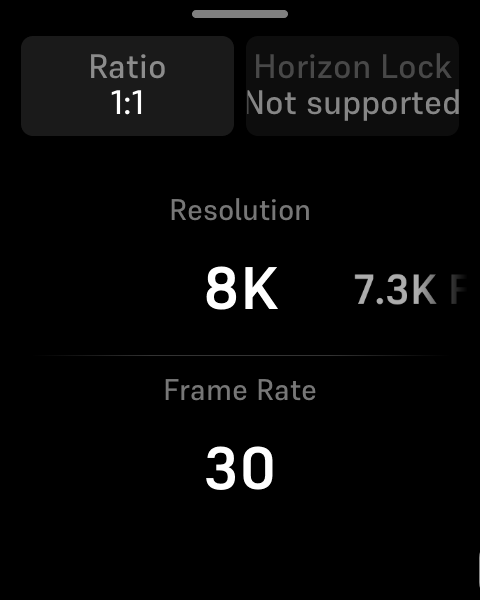 Ratio
1:1
Horizon Lock
Not supported
Resolution
8K
7.3K F
Frame Rate
30